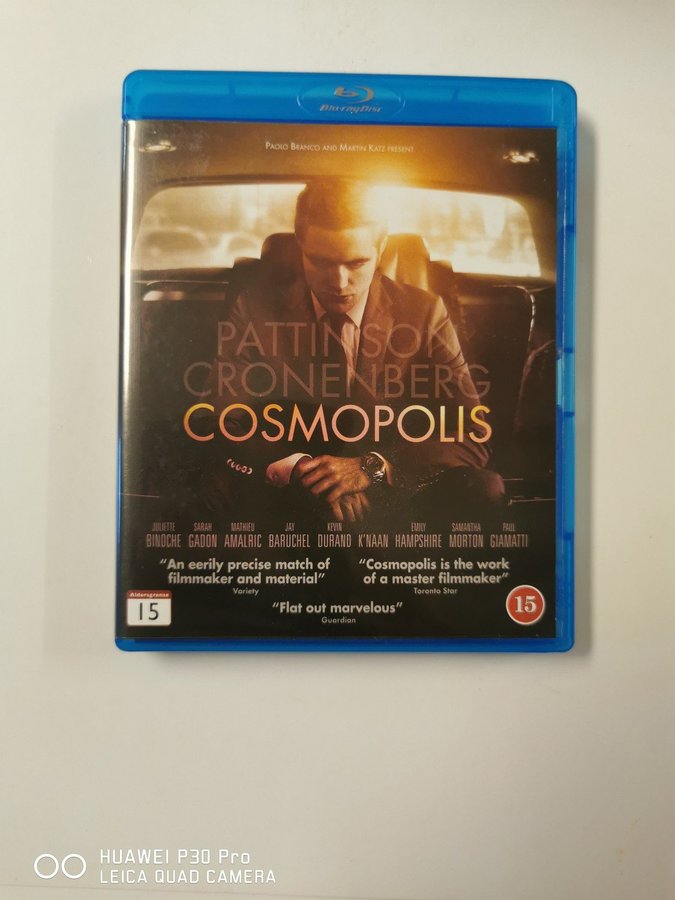 Blu-ray Disc
PAOLO BRANCO AND MARTIN KATZ PRESENT
PATTINSON
CRONENBERG
COSMOPOLIS
JULIETTE BINOCHE SARAH GADON MATHIEU AMALRIC JAY BARUCHEL KEVIN DURAND K'NAAN EMILY HAMPSHIRE SAMANTHA MORTON PAUL GIAMATTI
“An eerily precise match of
filmmaker and material”
Variety
“Cosmopolis is the work
of a master filmmaker”
Toronto Star
“Flat out marvelous”
Guardian
Aldersgrense
15
15
HUAWEI P30 Pro
LEICA QUAD CAMERA